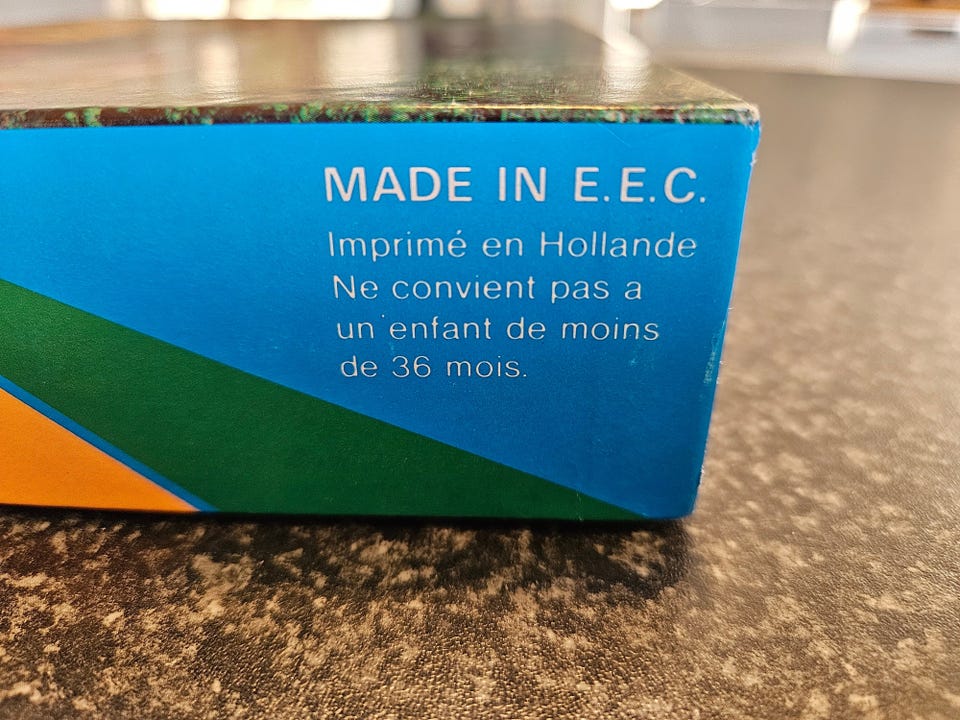 MADE IN E.E.C.
Imprimé en Hollande
Ne convient pas a
un enfant de moins
de 36 mois.